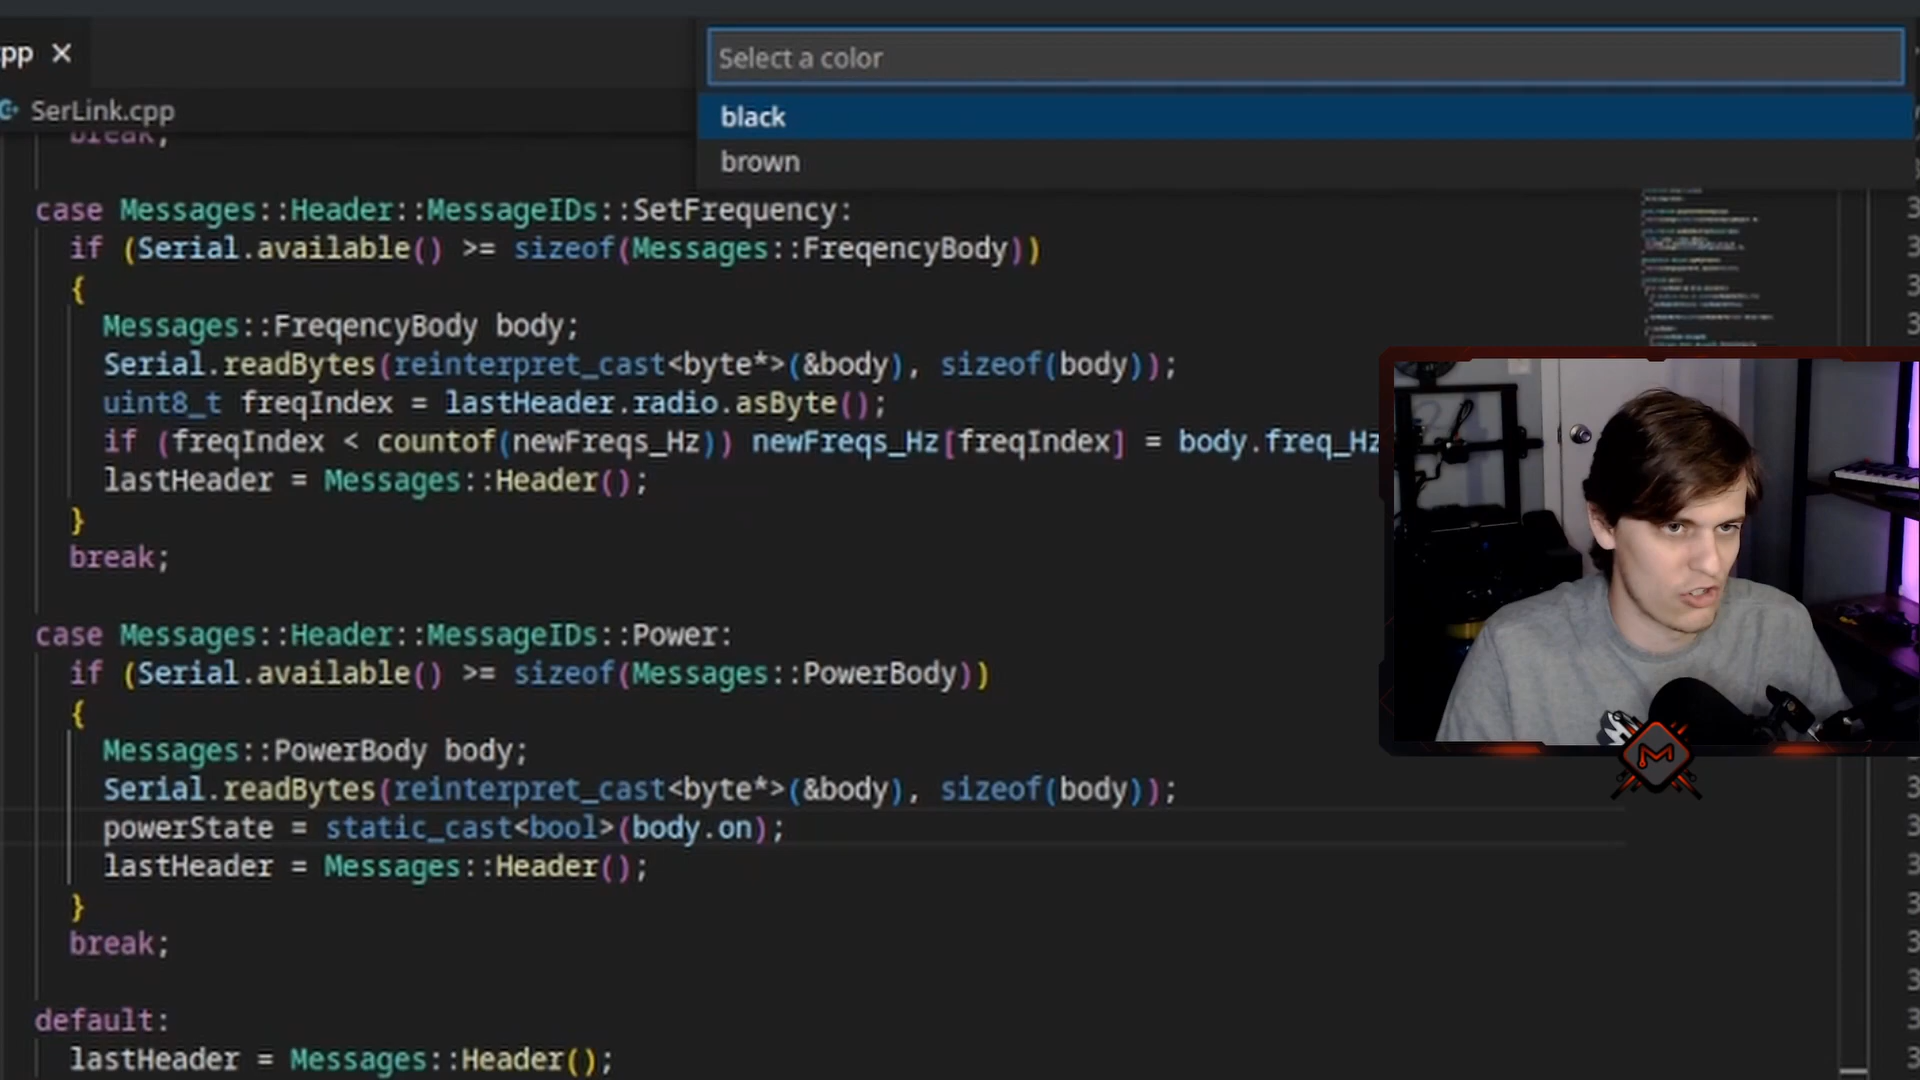 pp ×
Select a color
SerLink.cpp
black
brown
break;
case Messages::Header::MessageIDs::SetFrequency:
if (Serial.available() >= sizeof(Messages::FreqencyBody))
{
Messages::FreqencyBody body;
Serial.readBytes(reinterpret_cast<byte*>(&body), sizeof(body));
uint8_t freqIndex = lastHeader.radio.asByte();
if (freqIndex < countof(newFreqs_Hz)) newFreqs_Hz[freqIndex] = body.freq_Hz
lastHeader = Messages::Header();
}
break;
case Messages::Header::MessageIDs::Power:
if (Serial.available() >= sizeof(Messages::PowerBody))
{
Messages::PowerBody body;
Serial.readBytes(reinterpret_cast<byte*>(&body), sizeof(body));
powerState = static_cast<bool>(body.on);
lastHeader = Messages::Header();
}
break;
default:
lastHeader = Messages::Header();